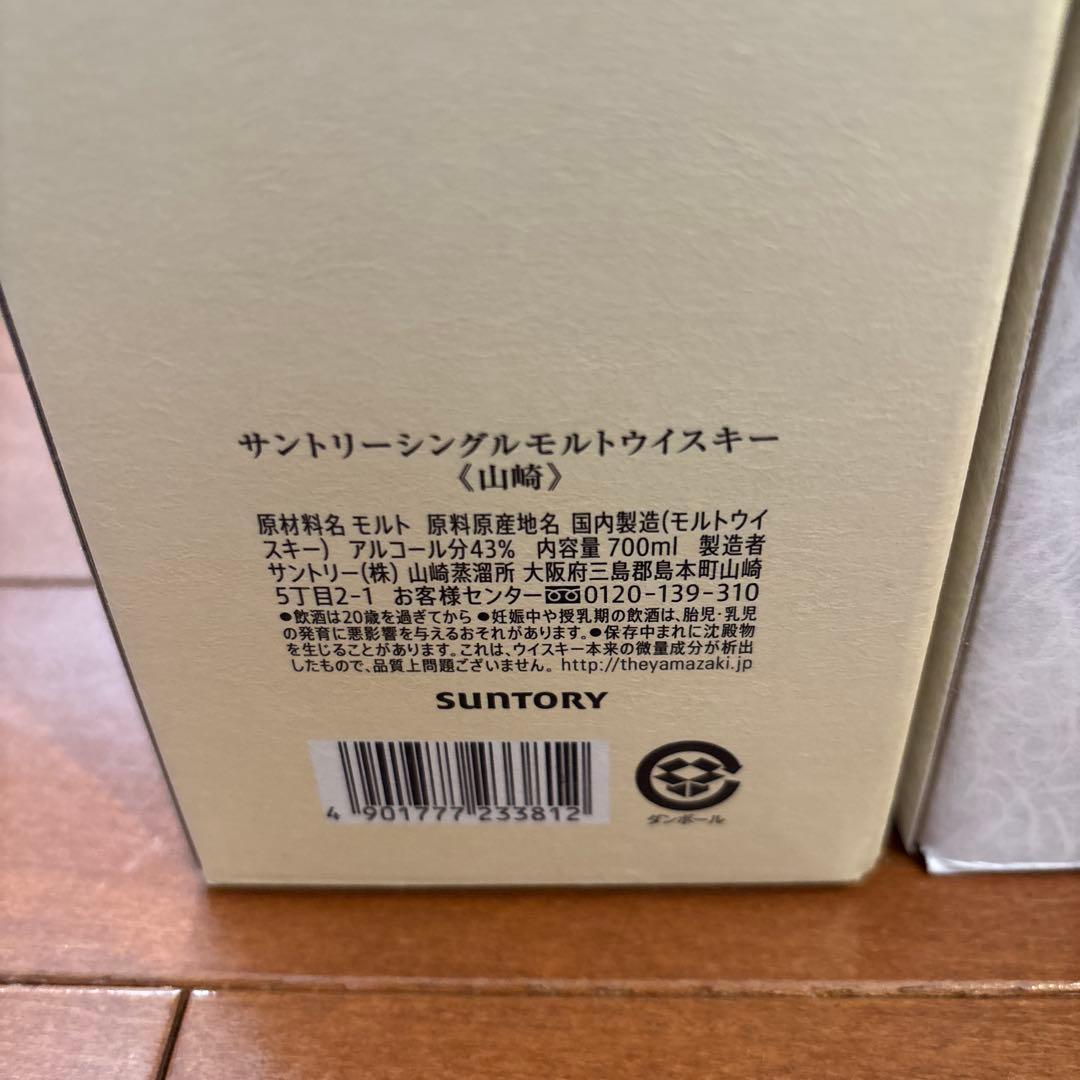 サントリーシングルモルトウイスキー
《山崎》
原材料名 モルト 原料原産地名 国内製造(モルトウイ
スキー) アルコール分43% 内容量 700ml 製造者
サントリー(株) 山崎蒸溜所 大阪府三島郡島本町山崎
5丁目2-1 お客様センター 0120-139-310
●飲酒は20歳を過ぎてから ●妊娠中や授乳期の飲酒は、胎児・乳児
の発育に悪影響を与えるおそれがあります。●保存中まれに沈殿物
を生じることがあります。これは、ウイスキー本来の微量成分が析出
したもので、品質上問題ございません。 http://theyamazaki.jp
SUNTORY
4 901777 233812
ダンボール